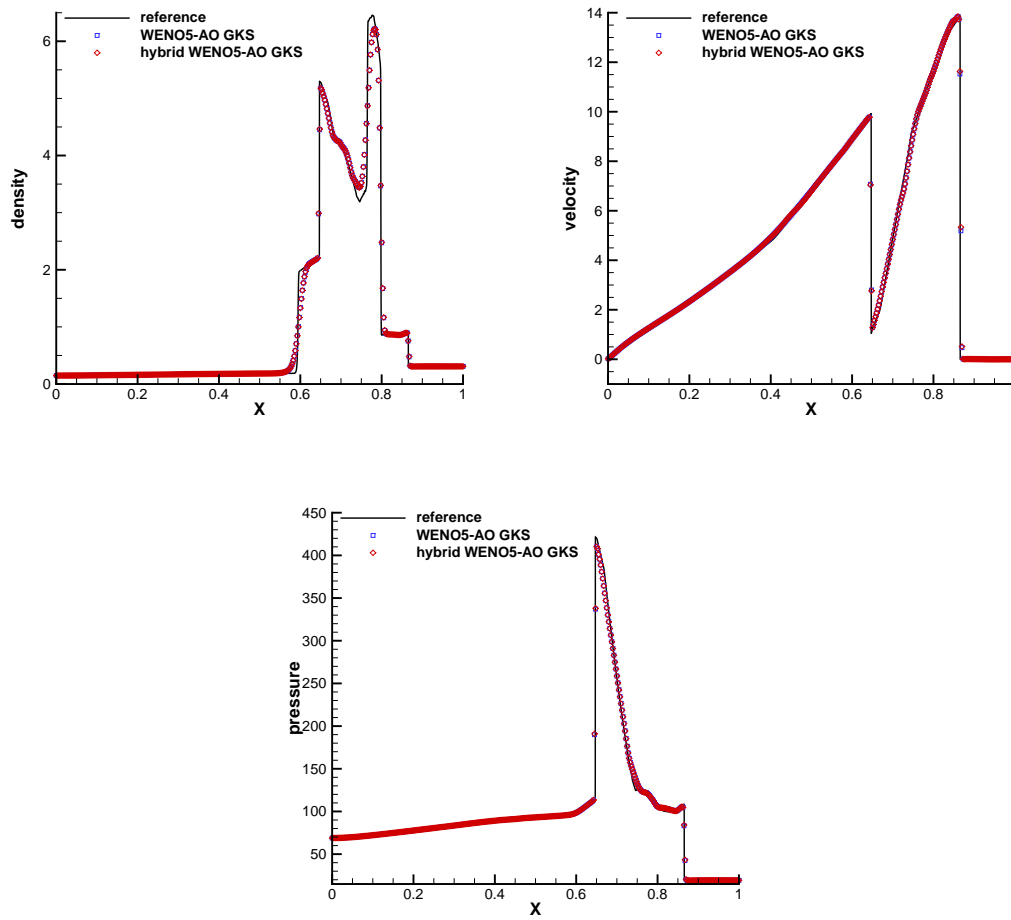 reference
WENO5-AO GKS
hybrid WENO5-AO GKS
density
6
4
2
0
0 0.2 0.4 0.6 0.8 1
X
reference
WENO5-AO GKS
hybrid WENO5-AO GKS
velocity
14
12
10
8
6
4
2
0
0 0.2 0.4 0.6 0.8
X
reference
WENO5-AO GKS
hybrid WENO5-AO GKS
pressure
450
400
350
300
250
200
150
100
50
0 0.2 0.4 0.6 0.8 1
X